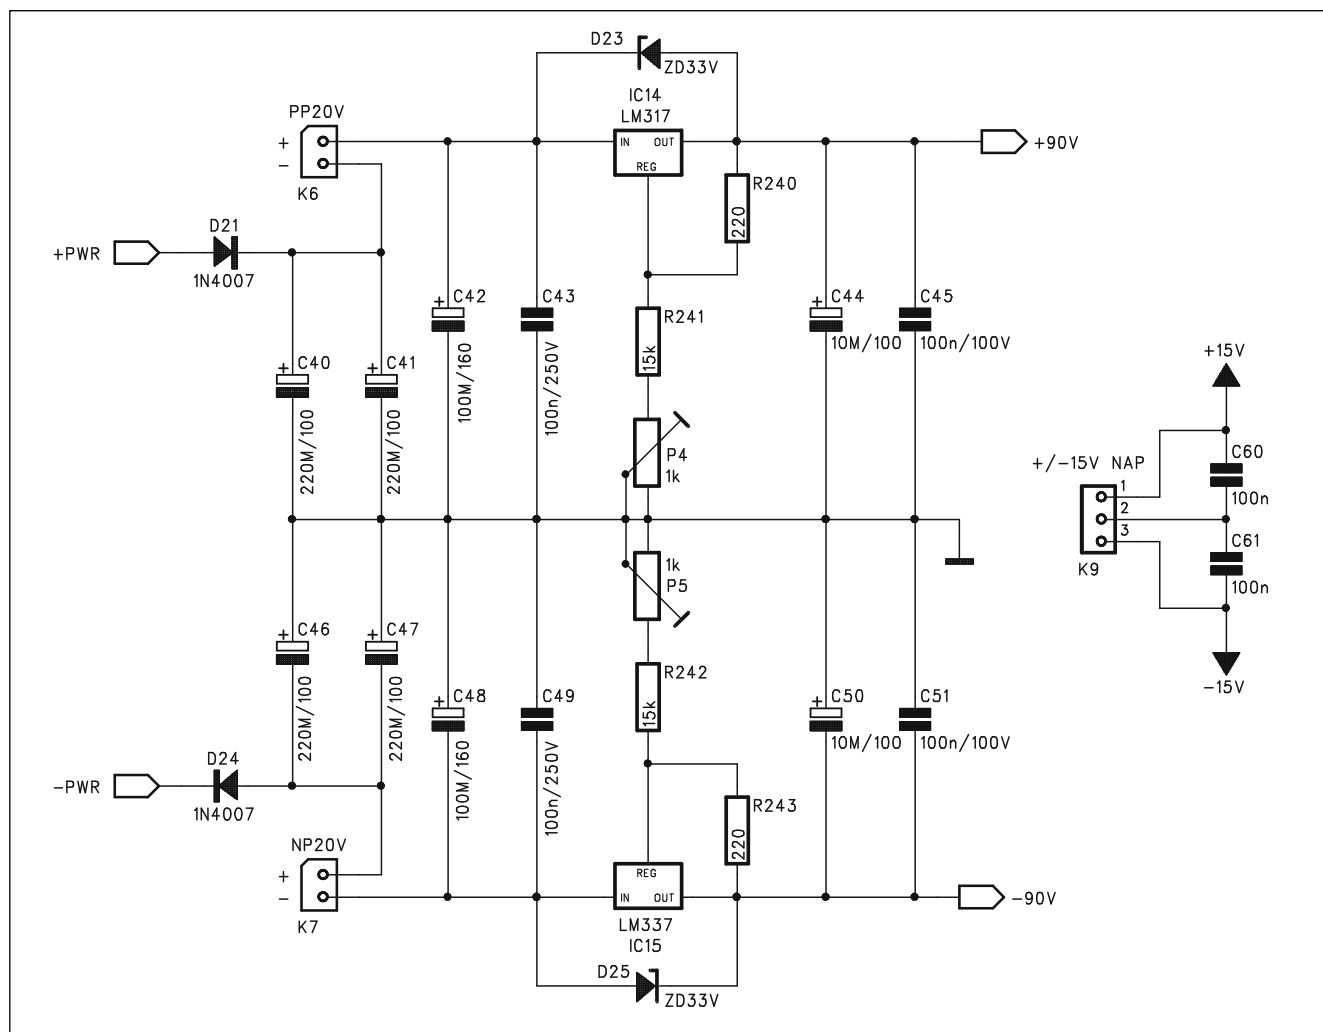 D23
ZD33V
IC14
LM317
PP20V
+
-
K6
IN OUT
REG
+90V
R240
220
D21
+PWR
1N4007
+ C42
100M/160
C43
100n/250V
R241
15k
+ C44
10M/100
C45
100n/100V
+ C40
220M/100
+ C41
220M/100
P4
1k
+15V
+/-15V NAP
1
2
3
K9
C60
100n
C61
100n
-15V
1k
P5
+ C46
220M/100
+ C47
220M/100
R242
15k
+ C48
100M/160
C49
100n/250V
+ C50
10M/100
C51
100n/100V
D24
-PWR
1N4007
R243
220
NP20V
+
-
K7
REG
IN OUT
-90V
LM337
IC15
D25
ZD33V